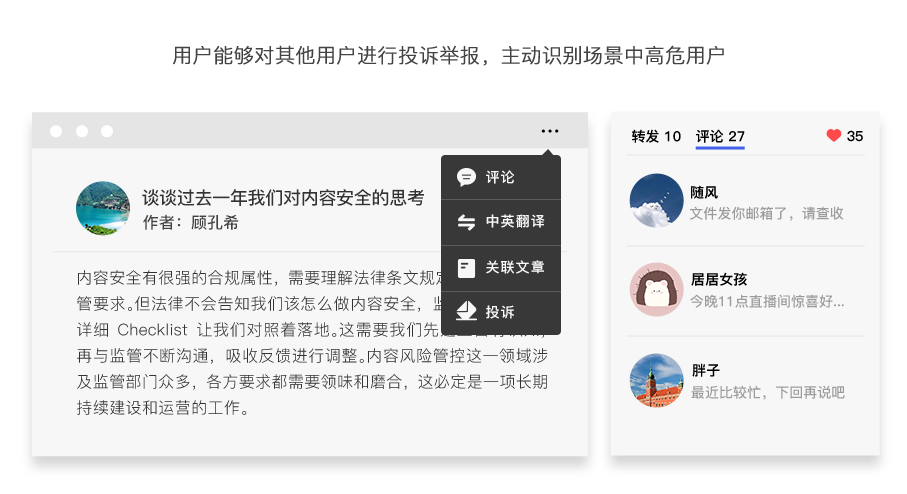 用户能够对其他用户进行投诉举报，主动识别场景中高危用户
谈谈过去一年我们对内容安全的思考
作者：顾孔希
内容安全有很强的合规属性，需要理解法律条文规定
管要求。但法律不会告知我们该怎么做内容安全，监
详细 Checklist 让我们对照着落地。这需要我们先
再与监管不断沟通，吸收反馈进行调整。内容风险管控这一领域涉
及监管部门众多，各方要求都需要领味和磨合，这必定是一项长期
持续建设和运营的工作。
评论
中英翻译
关联文章
投诉
转发 10 评论 27 35
随风
文件发你邮箱了，请查收
居居女孩
今晚11点直播间惊喜好...
胖子
最近比较忙，下回再说吧